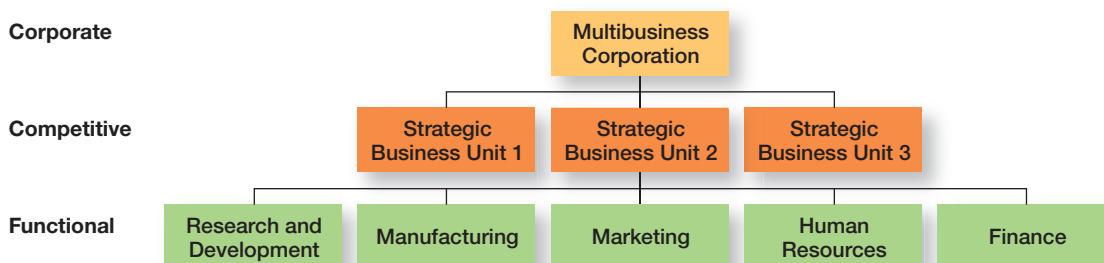 Corporate
Multibusiness
Corporation
Competitive
Strategic
Business Unit 1
Strategic
Business Unit 2
Strategic
Business Unit 3
Functional
Research and
Development
Manufacturing
Marketing
Human
Resources
Finance